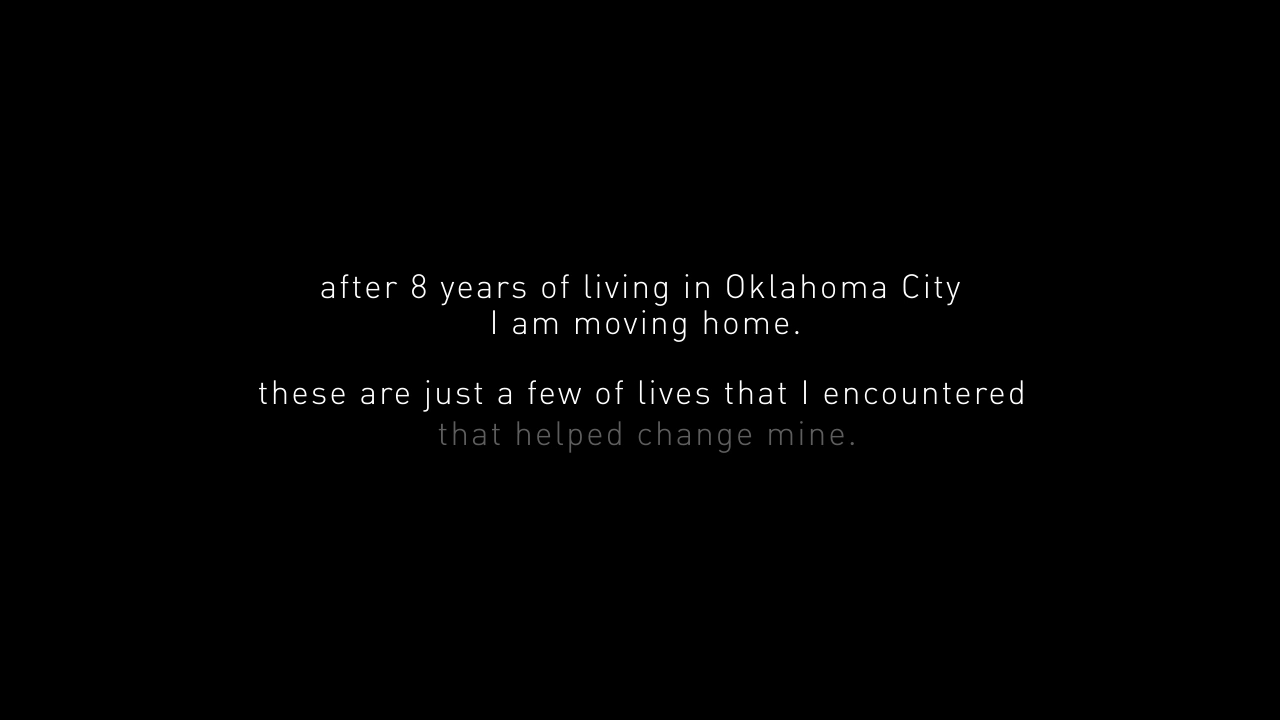 after 8 years of living in Oklahoma City
I am moving home.
these are just a few of lives that I encountered
that helped change mine.